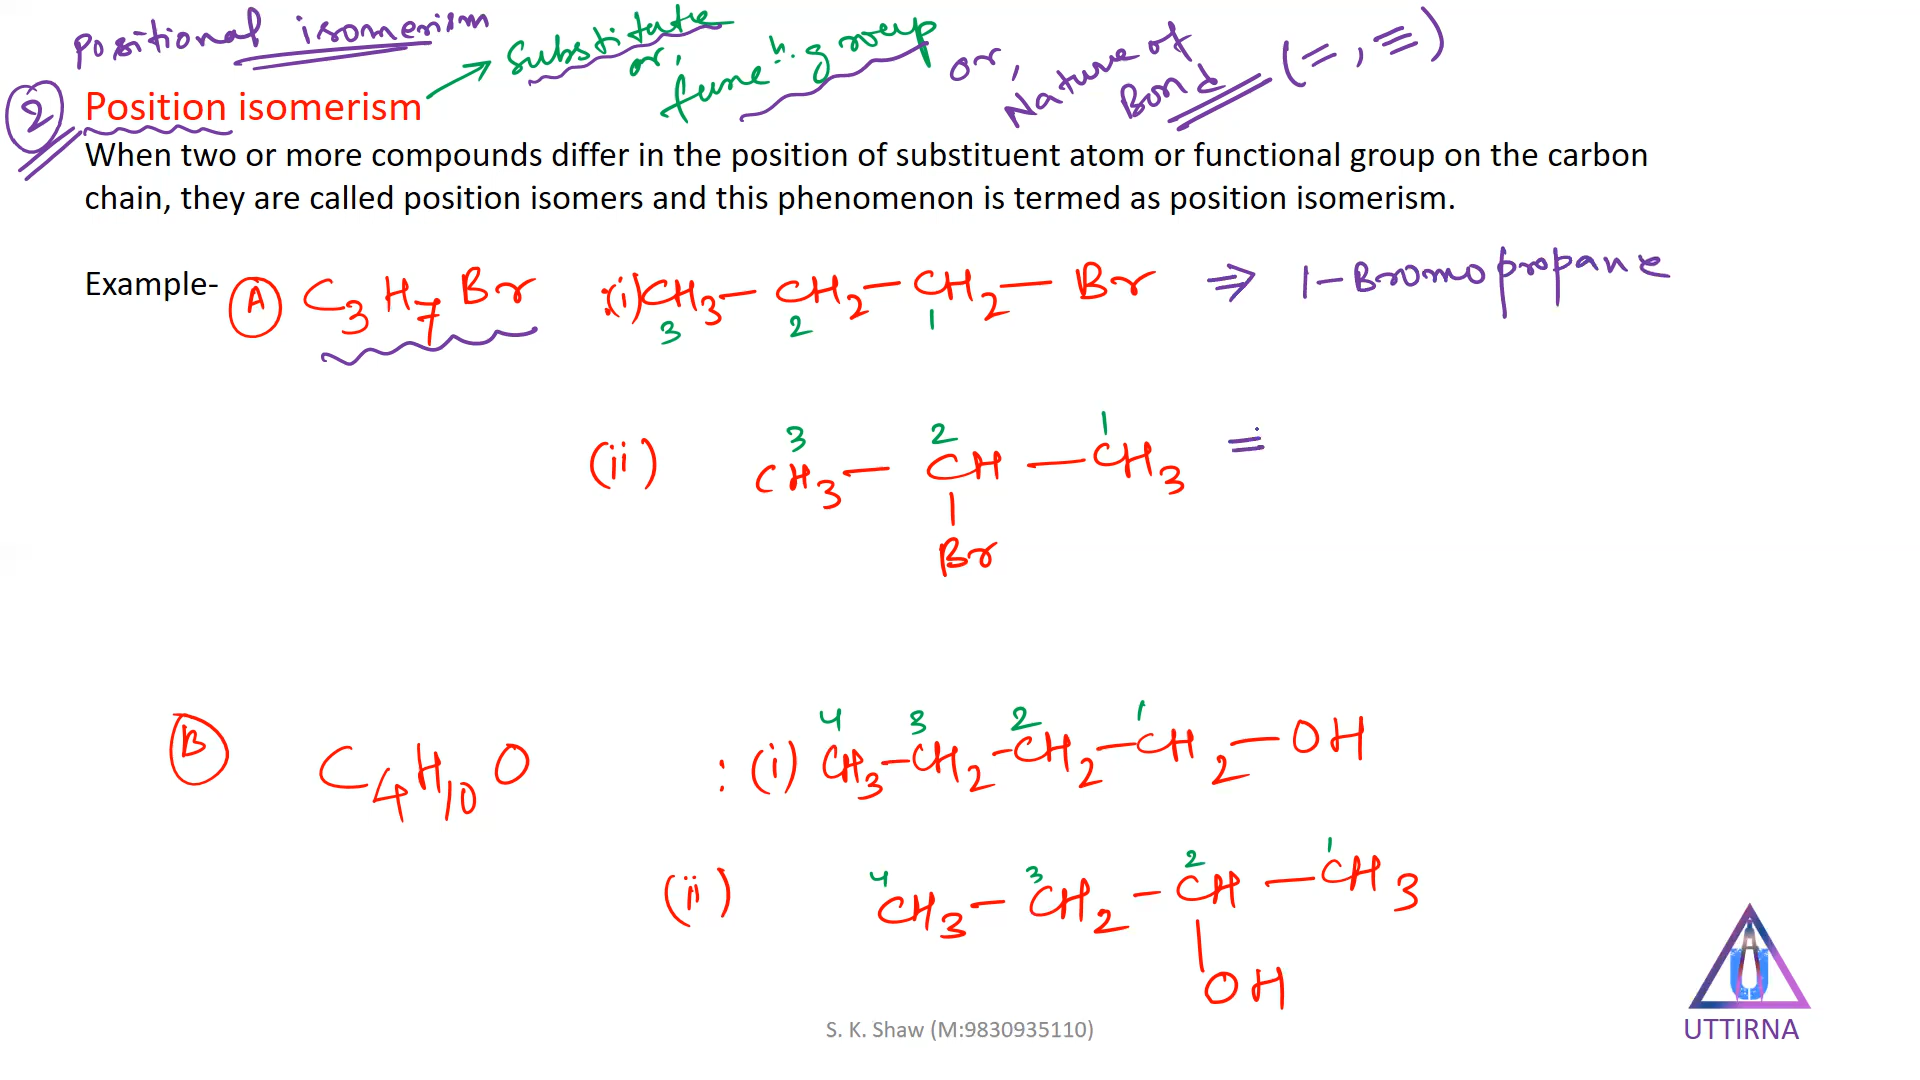 Positional isomerism
Substitute
or,
func^n. group
or,
Nature of
Bond (=, ≡)
2 Position isomerism
When two or more compounds differ in the position of substituent atom or functional group on the carbon
chain, they are called position isomers and this phenomenon is termed as position isomerism.
Example- A C3H7Br :(i) CH3—CH2—CH2—Br ⇒ 1-Bromopropane
3 2 1
3 2 1
(ii) CH3—CH—CH3 =
|
Br
4 3 2 1
B C4H10O : (i) CH3—CH2—CH2—CH2—OH
4 3 2 1
(ii) CH3—CH2—CH—CH3
|
OH
S. K. Shaw (M:9830935110)
UTTIRNA